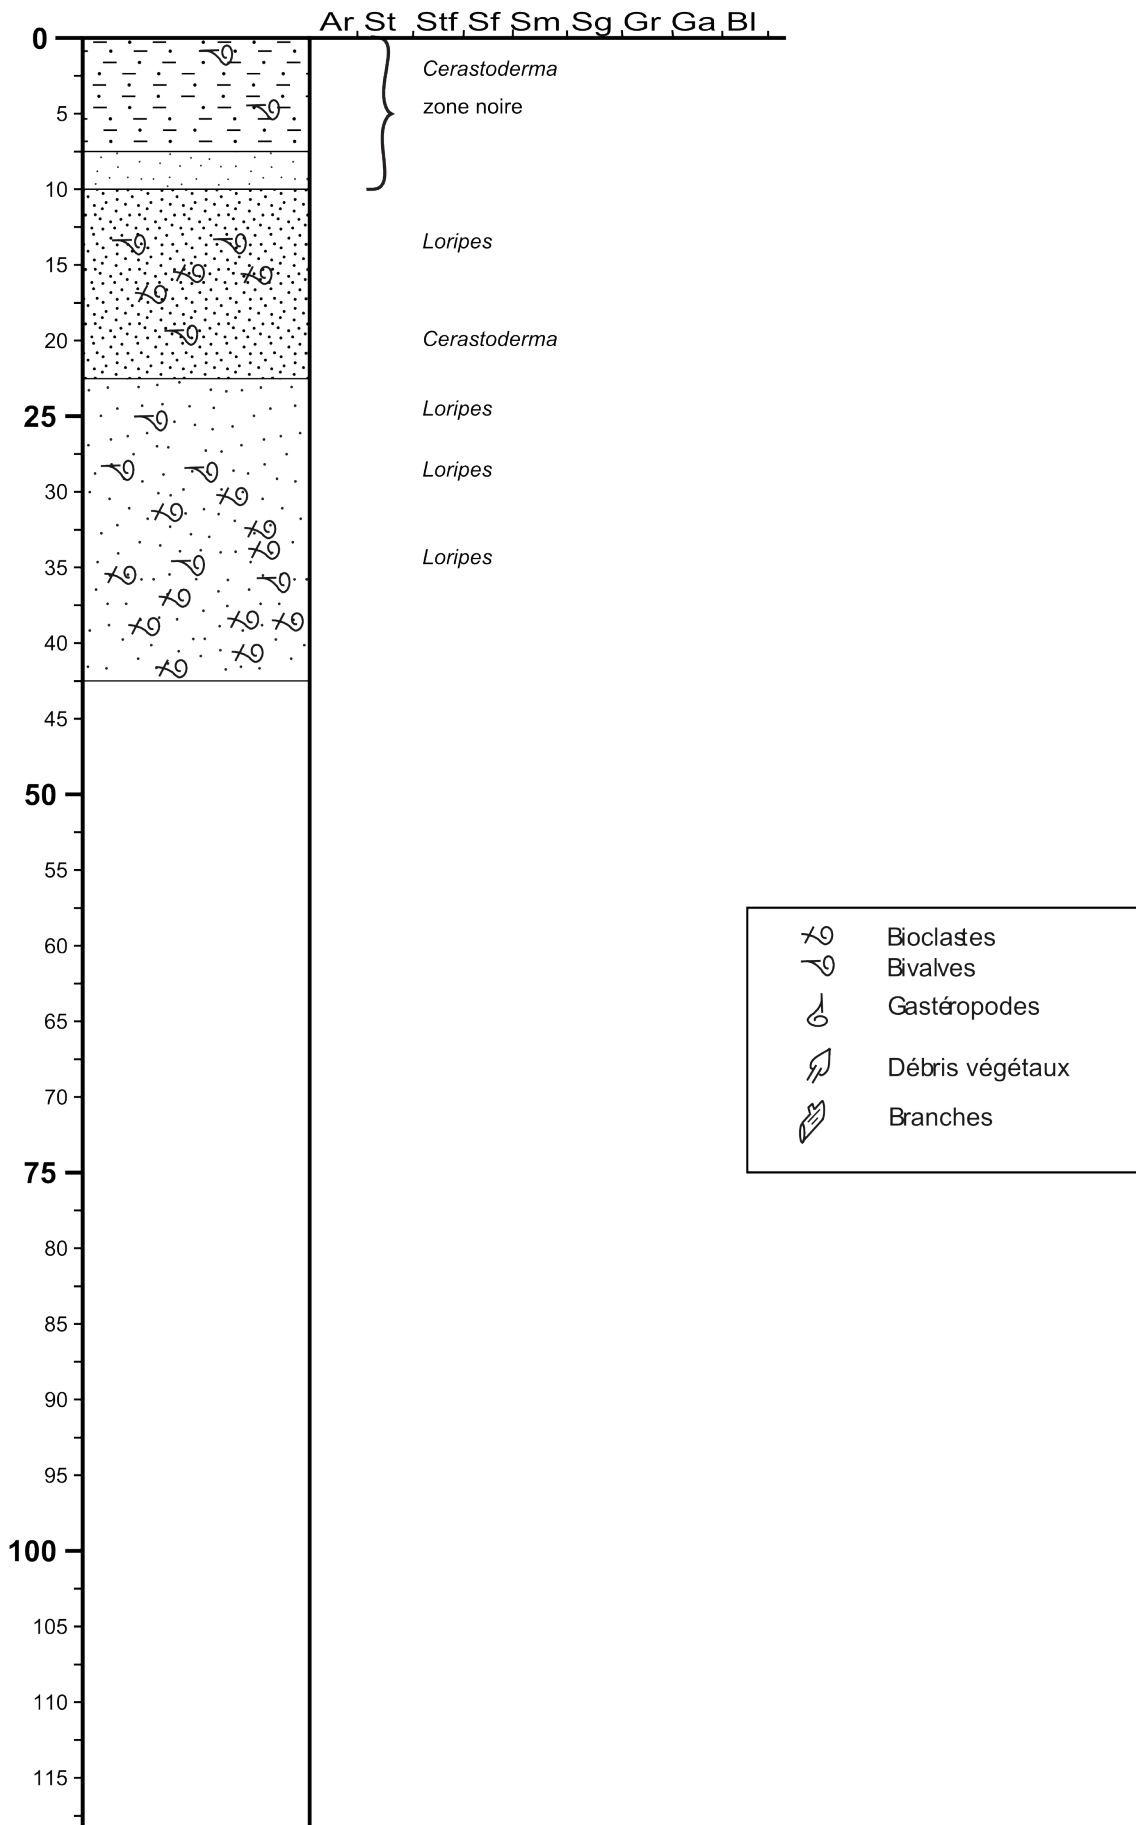 Ar St Stf Sf Sm Sg Gr Ga Bl
0
Cerastoderma
zone noire
5
10
Loripes
15
20
Cerastoderma
Loripes
25
Loripes
30
Loripes
35
40
45
50
55
60
65
70
75
80
85
90
95
100
105
110
115
Bioclastes
Bivalves
Gastéropodes
Débris végétaux
Branches